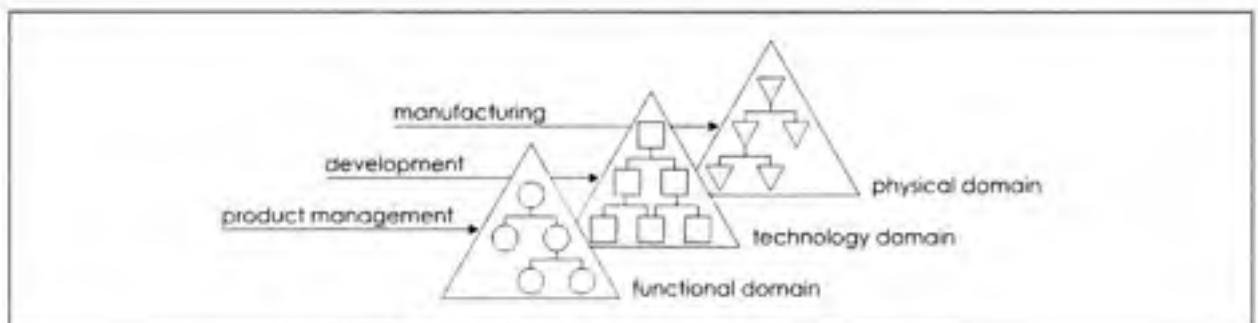 manufacturing
development
physical domain
product management
technology domain
functional domain